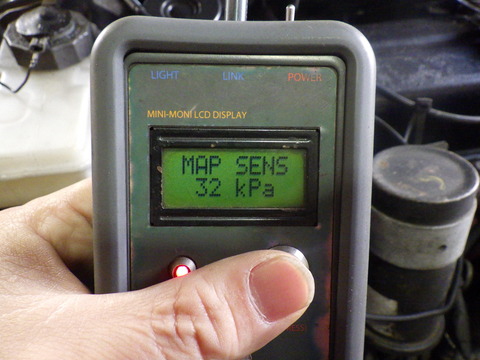 LIGHT LINK POWER
MINI-MONI LCD DISPLAY
MAP SENS
32 kPa